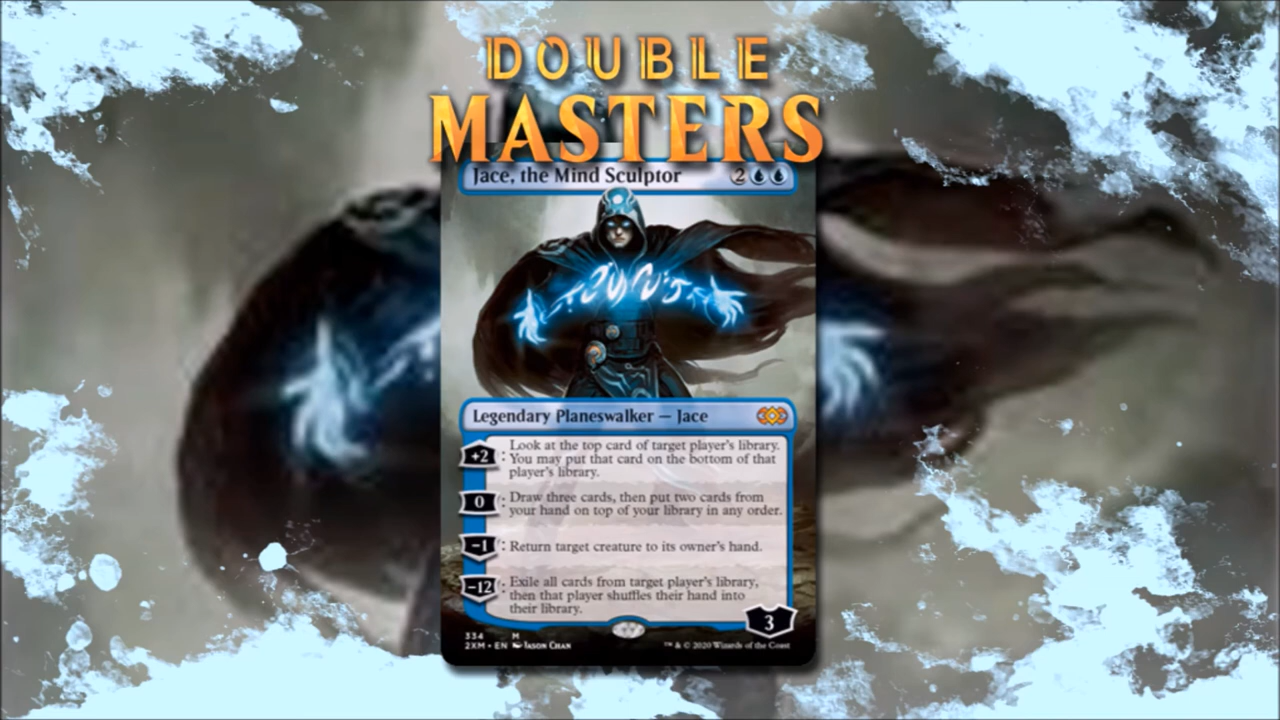 DOUBLE
MASTERS
Jace, the Mind Sculptor 2
Legendary Planeswalker — Jace
+2 : Look at the top card of target player's library.
You may put that card on the bottom of that
player's library.
0 : Draw three cards, then put two cards from
your hand on top of your library in any order.
−1 : Return target creature to its owner's hand.
−12 : Exile all cards from target player's library,
then that player shuffles their hand into
their library.
3
334 M
2XM • EN Jason Chan ™ & © 2020 Wizards of the Coast